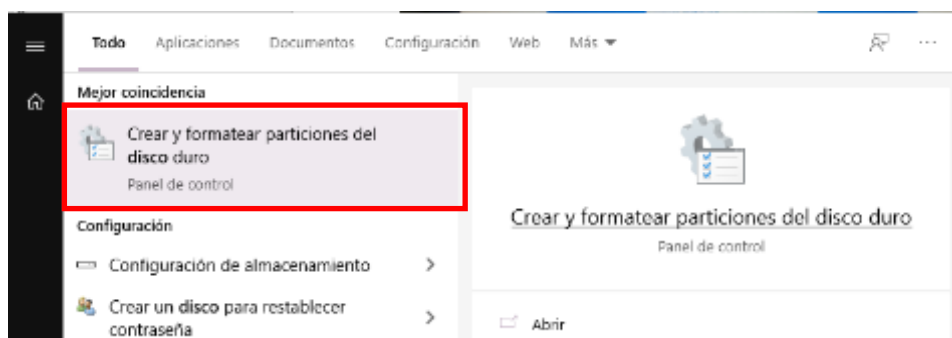 Todo Aplicaciones Documentos Configuración Web Más
Mejor coincidencia
Crear y formatear particiones del
disco duro
Panel de control
Configuración
Configuración de almacenamiento
Crear un disco para restablecer
contraseña
Crear y formatear particiones del disco duro
Panel de control
Abrir